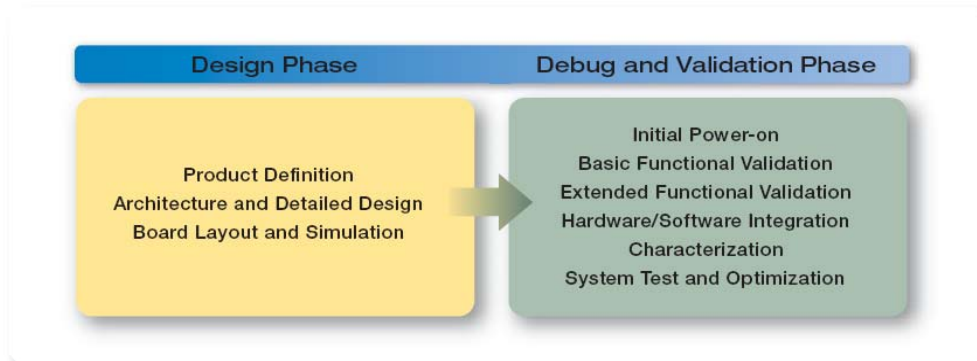 Design Phase
Debug and Validation Phase
Product Definition
Architecture and Detailed Design
Board Layout and Simulation
Initial Power-on
Basic Functional Validation
Extended Functional Validation
Hardware/Software Integration
Characterization
System Test and Optimization